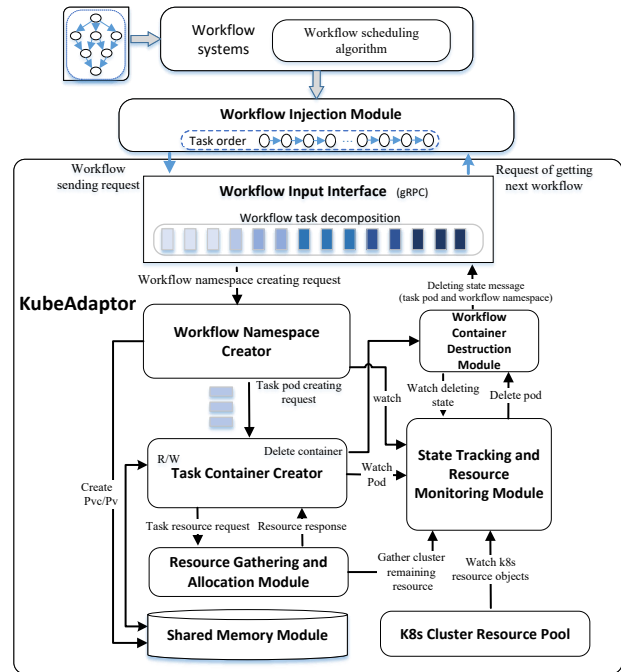 Workflow
systems
Workflow scheduling
algorithm
Workflow Injection Module
Task order
...
Workflow
sending request
Request of getting
next workflow
Workflow Input Interface (gRPC)
Workflow task decomposition
Workflow namespace creating request
Deleting state message
(task pod and workflow namespace)
KubeAdaptor
Workflow Namespace
Creator
Workflow
Container
Destruction
Module
Task pod creating
request
watch
Watch deleting
state
Delete pod
R/W
Delete container
Task Container Creator
Watch
Pod
State Tracking and
Resource
Monitoring Module
Create
Pvc/Pv
Task resource request
Resource response
Resource Gathering and
Allocation Module
Gather cluster
remaining
resource
Watch k8s
resource objects
Shared Memory Module
K8s Cluster Resource Pool